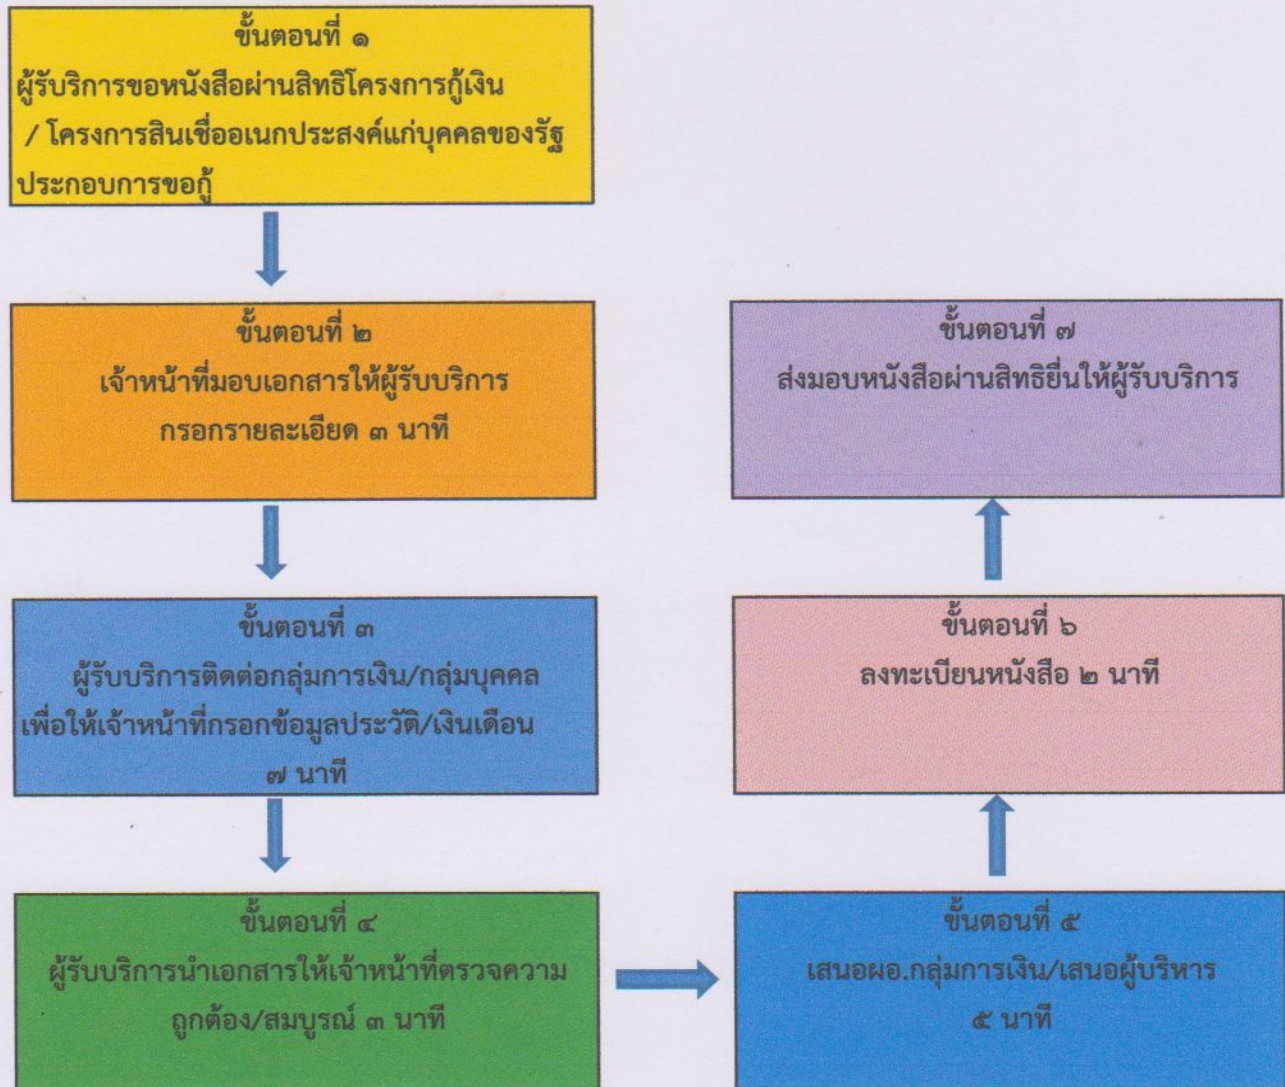 ขั้นตอนที่ ๑
ผู้รับบริการขอหนังสือผ่านสิทธิโครงการกู้เงิน
/ โครงการสินเชื่ออเนกประสงค์แก่บุคคลของรัฐ
ประกอบการขอกู้
ขั้นตอนที่ ๒
เจ้าหน้าที่มอบเอกสารให้ผู้รับบริการ
กรอกรายละเอียด ๓ นาที
ขั้นตอนที่ ๓
ผู้รับบริการติดต่อกลุ่มการเงิน/กลุ่มบุคคล
เพื่อให้เจ้าหน้าที่กรอกข้อมูลประวัติ/เงินเดือน
๗ นาที
ขั้นตอนที่ ๔
ผู้รับบริการนำเอกสารให้เจ้าหน้าที่ตรวจความ
ถูกต้อง/สมบูรณ์ ๓ นาที
ขั้นตอนที่ ๕
เสนอผอ.กลุ่มการเงิน/เสนอผู้บริหาร
๕ นาที
ขั้นตอนที่ ๖
ลงทะเบียนหนังสือ ๒ นาที
ขั้นตอนที่ ๗
ส่งมอบหนังสือผ่านสิทธิยื่นให้ผู้รับบริการ